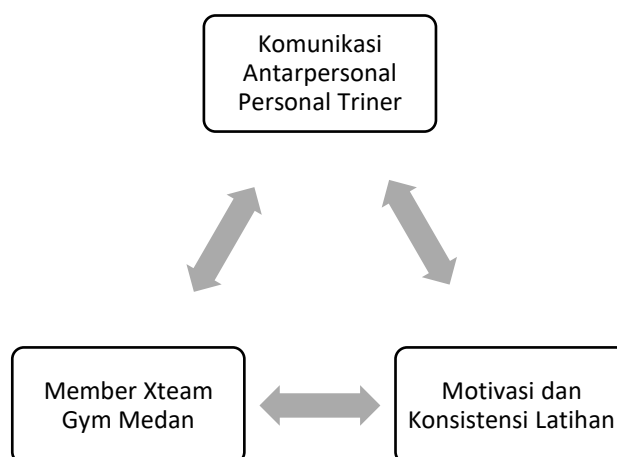 Komunikasi
Antarpersonal
Personal Triner
Member Xteam
Gym Medan
Motivasi dan
Konsistensi Latihan